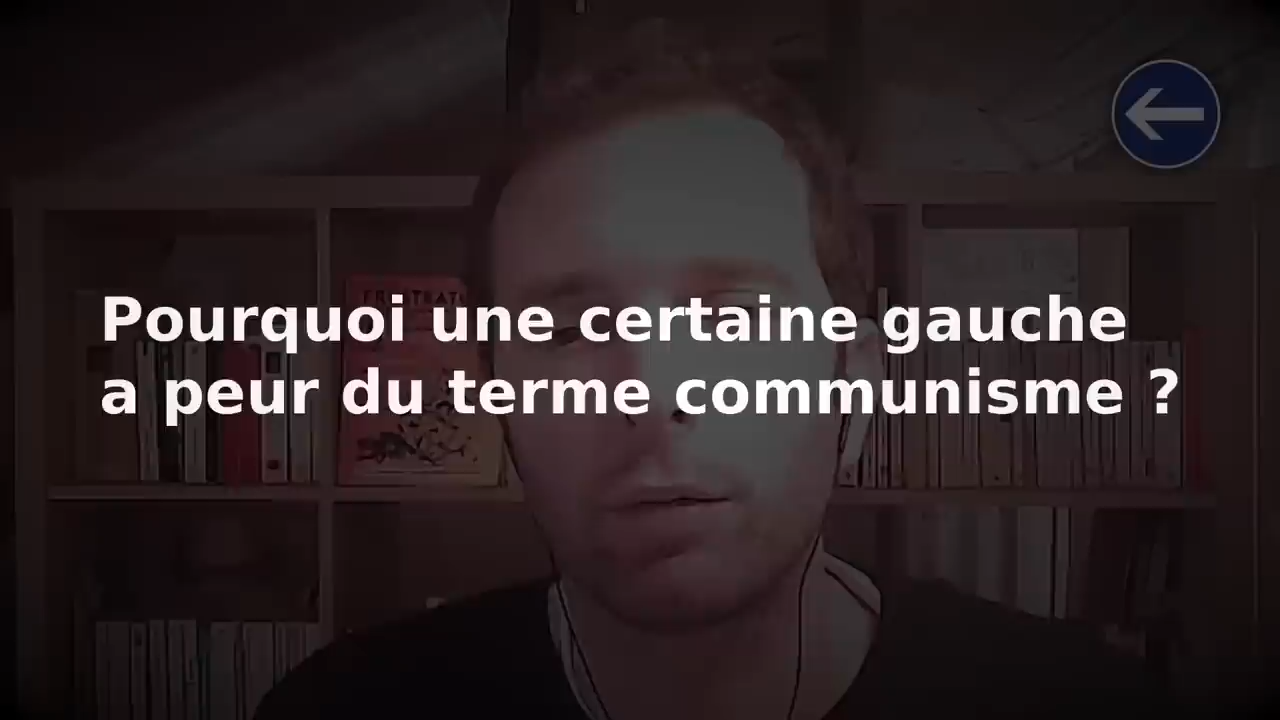 Pourquoi une certaine gauche
a peur du terme communisme ?